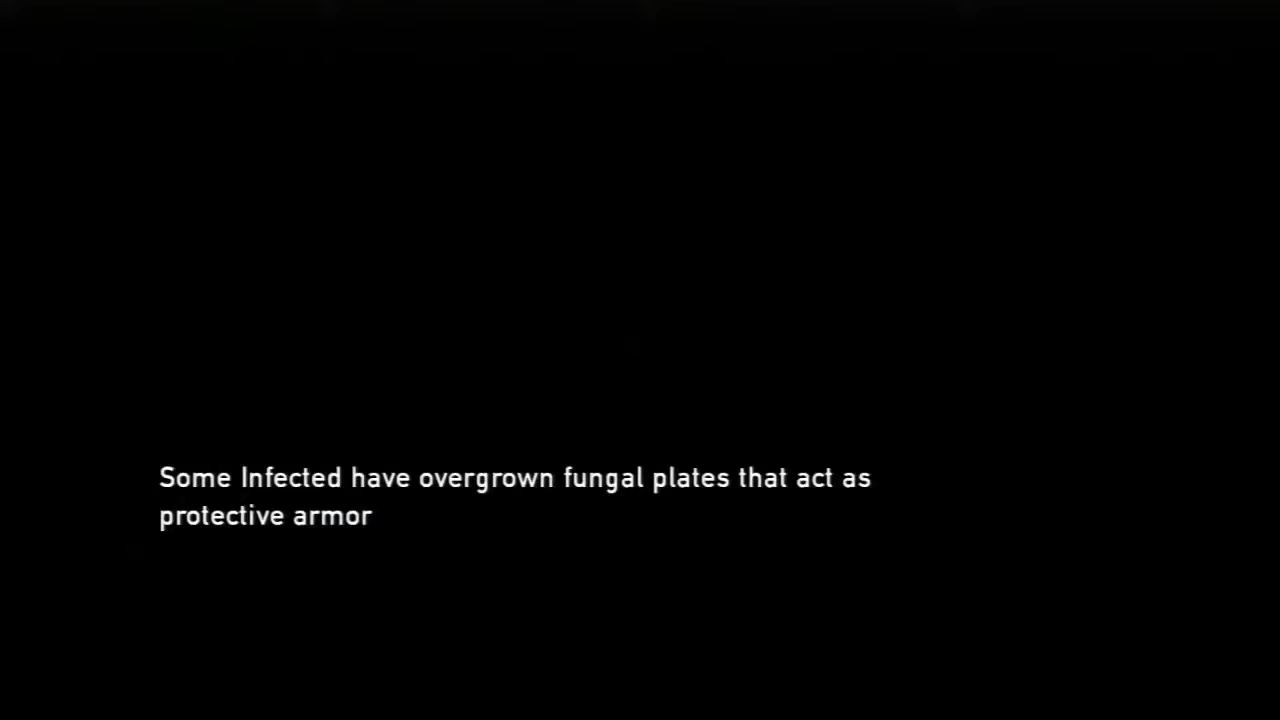 Some Infected have overgrown fungal plates that act as
protective armor